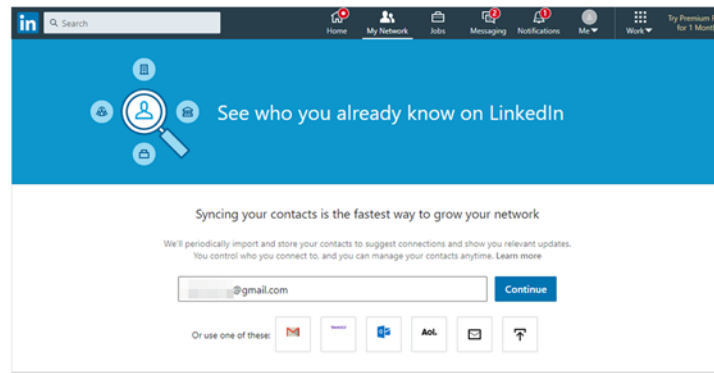 in
Search
Home
My Network
Jobs
2
Messaging
1
Notifications
Me
Work
Try Premium
for 1 Mont
See who you already know on LinkedIn
Syncing your contacts is the fastest way to grow your network
We'll periodically import and store your contacts to suggest connections and show you relevant updates.
You control who you connect to, and you can manage your contacts anytime. Learn more
@gmail.com
Continue
Or use one of these:
YAHOO!
Aol.